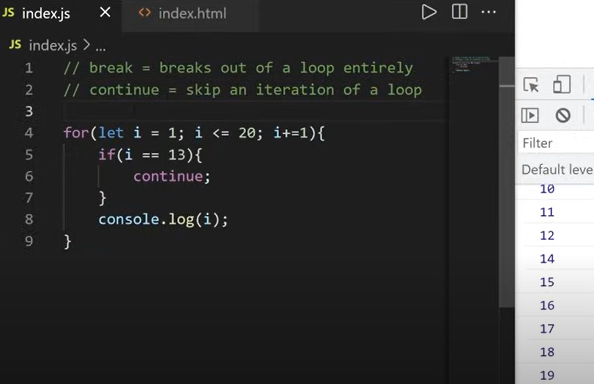 JS index.js × <> index.html
JS index.js > ...
1 // break = breaks out of a loop entirely
2 // continue = skip an iteration of a loop
3
4 for(let i = 1; i <= 20; i+=1){
5 if(i == 13){
6 continue;
7 }
8 console.log(i);
9 }
Filter
Default leve
10
11
12
14
15
16
17
18
19